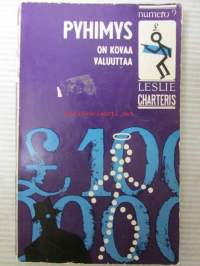 numero 9
PYHIMYS
ON KOVAA
VALUUTTAA
£
LESLIE
CHARTERIS
£100
000